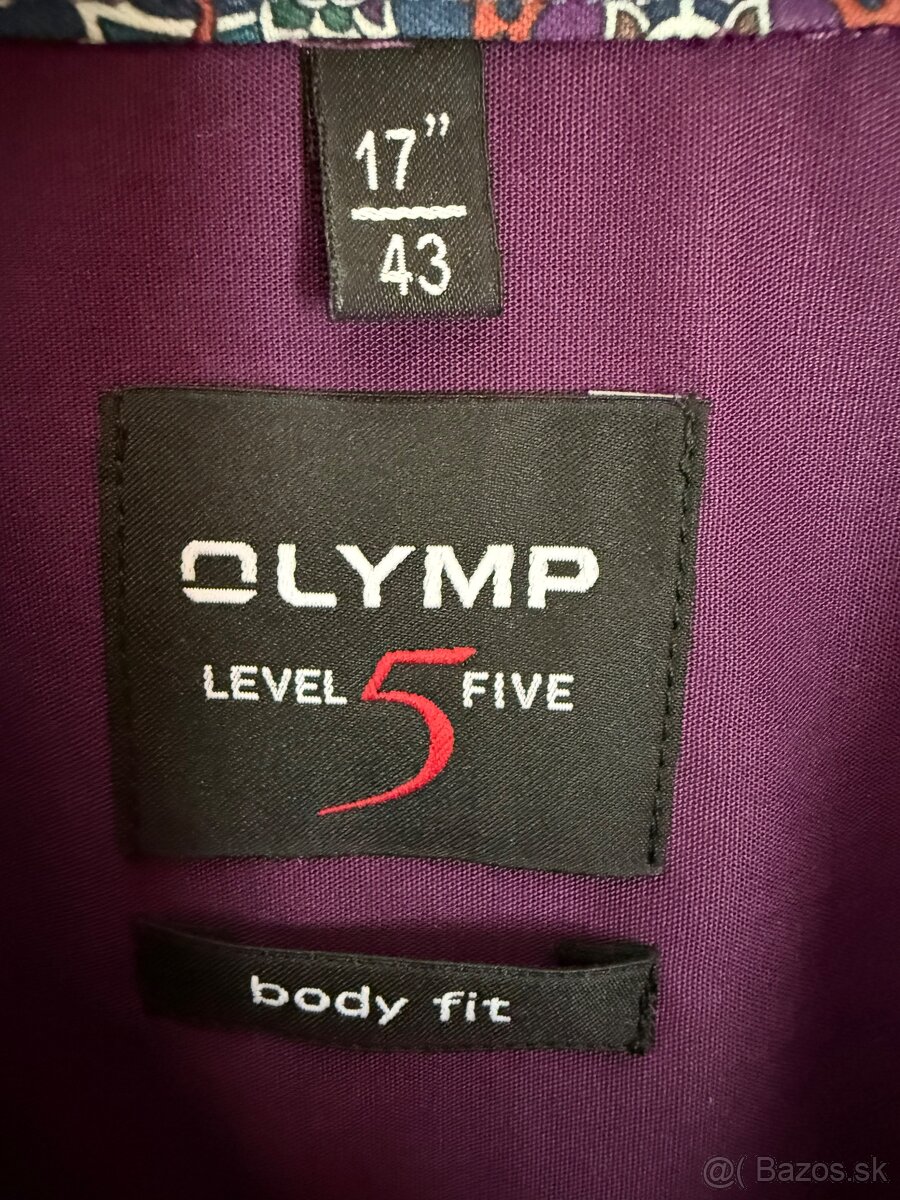 17”
43
OLYMP
LEVEL 5 FIVE
body fit
@( Bazos.sk